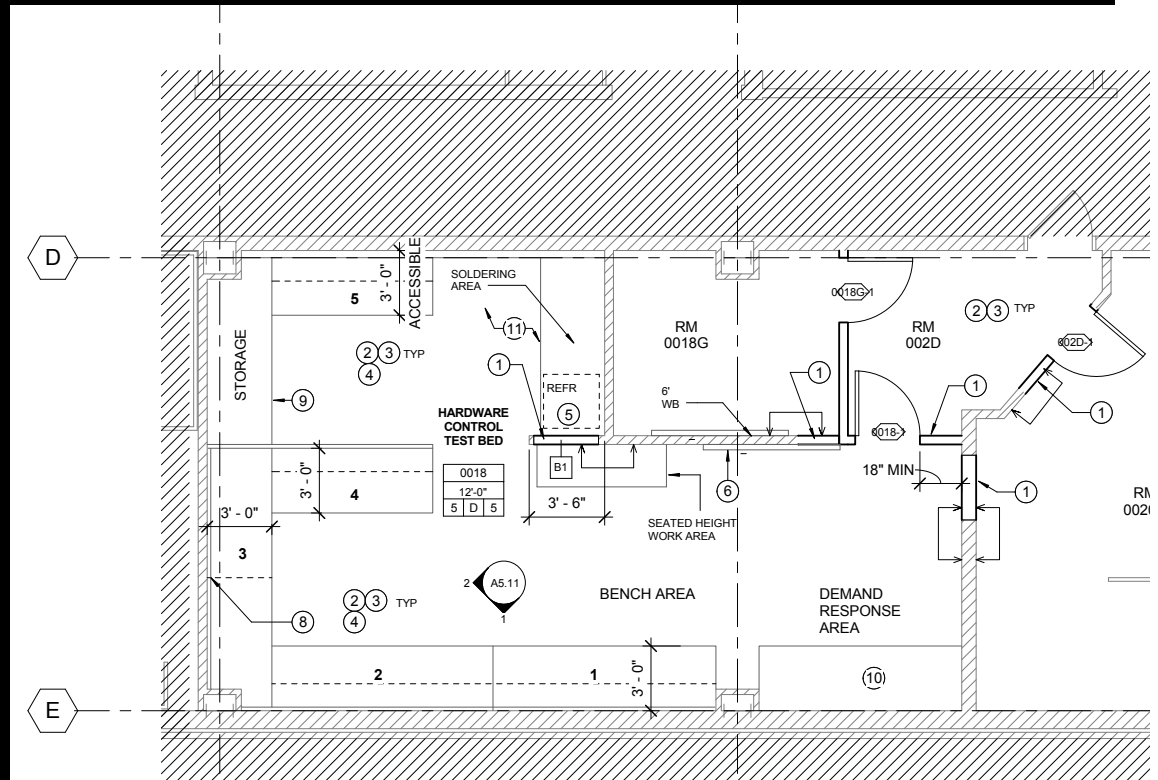 D
5
3' - 0"
ACCESSIBLE
SOLDERING
AREA
11
STORAGE
2 3 TYP
4
9
1
REFR
5
HARDWARE
CONTROL
TEST BED
0018
12'-0"
5 D 5
B1
3' - 6"
RM
0018G
6'
WB
0018G-1
RM
002D
2 3 TYP
002D-1
1
0018-1
1
1
18" MIN
1
RM
6
SEATED HEIGHT
WORK AREA
3' - 0"
4
3' - 0"
3
8
2 3 TYP
4
2 A5.11
1
BENCH AREA
DEMAND
RESPONSE
AREA
2
1
3' - 0"
10
E